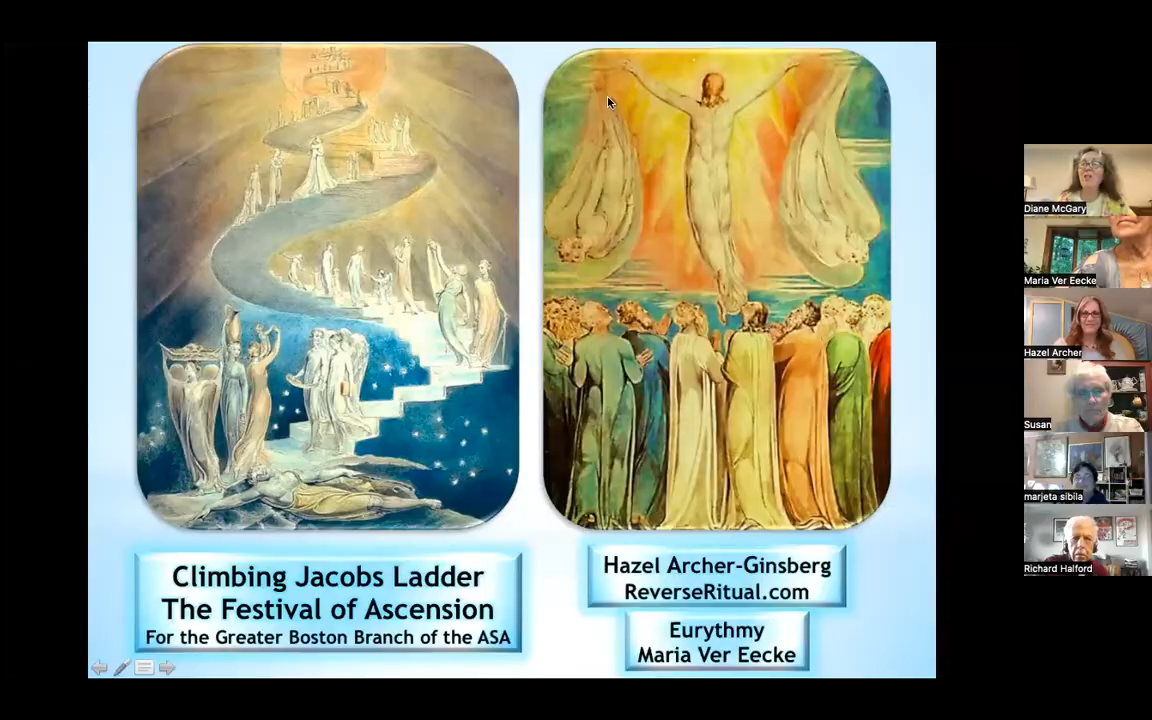 Climbing Jacobs Ladder
The Festival of Ascension
For the Greater Boston Branch of the ASA
Hazel Archer-Ginsberg
ReverseRitual.com
Eurythmy
Maria Ver Eecke
Diane McGary
Maria Ver Eecke
Hazel Archer
Susan
marjeta sibila
Richard Halford